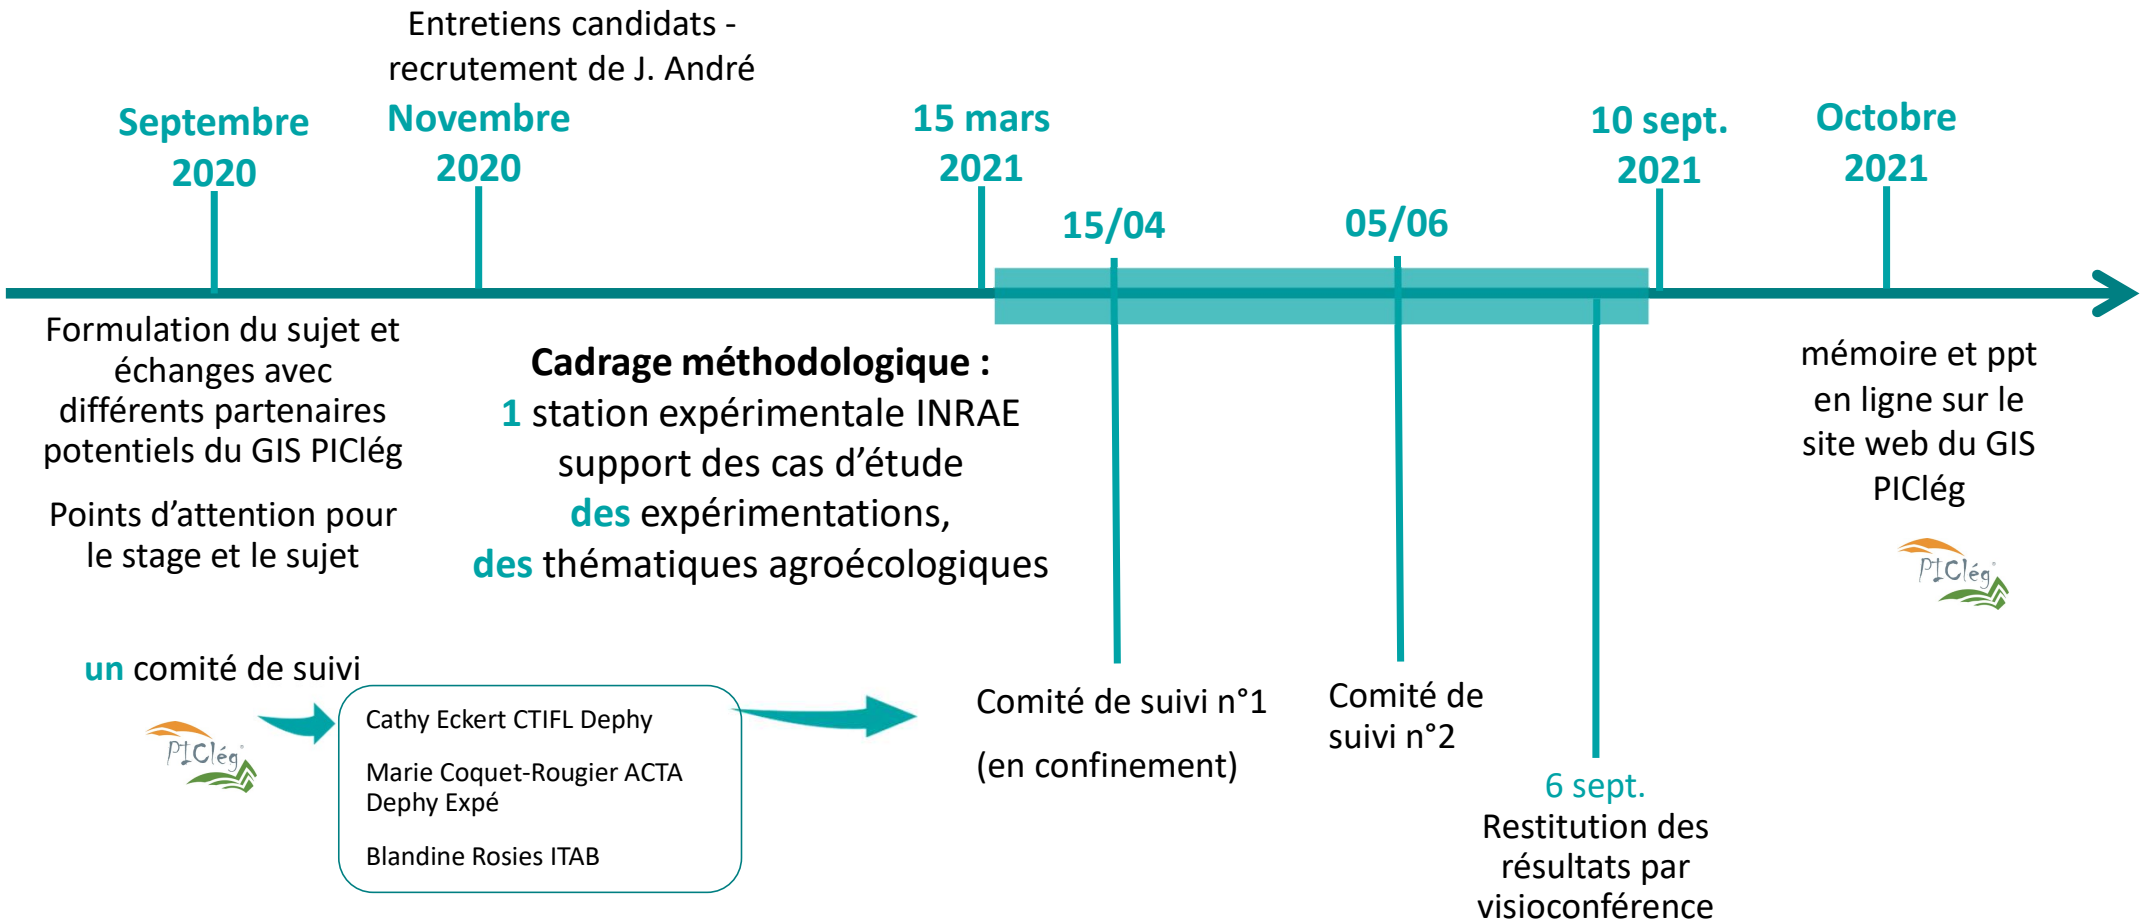 Entretiens candidats -
recrutement de J. André
Septembre
2020
Novembre
2020
15 mars
2021
10 sept.
2021
Octobre
2021
15/04
05/06
Formulation du sujet et
échanges avec
différents partenaires
potentiels du GIS PIClég
Points d’attention pour
le stage et le sujet
Cadrage méthodologique :
1 station expérimentale INRAE
support des cas d’étude
des expérimentations,
des thématiques agroécologiques
mémoire et ppt
en ligne sur le
site web du GIS
PIClég
PIClég
un comité de suivi
PIClég
Cathy Eckert CTIFL Dephy
Marie Coquet-Rougier ACTA
Dephy Expé
Blandine Rosies ITAB
Comité de suivi n°1
(en confinement)
Comité de
suivi n°2
6 sept.
Restitution des
résultats par
visioconférence